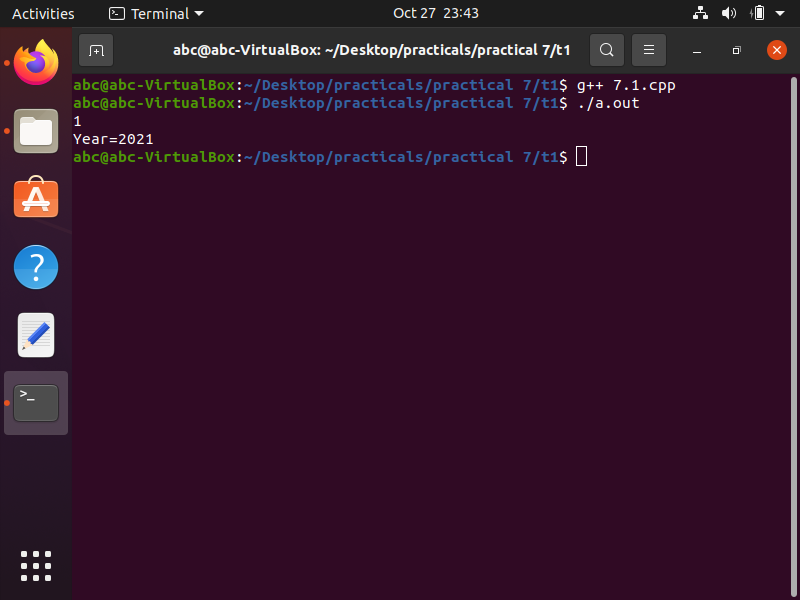 Activities
Terminal
Oct 27 23:43
abc@abc-VirtualBox: ~/Desktop/practicals/practical 7/t1
abc@abc-VirtualBox:~/Desktop/practicals/practical 7/t1$ g++ 7.1.cpp
abc@abc-VirtualBox:~/Desktop/practicals/practical 7/t1$ ./a.out
1
Year=2021
abc@abc-VirtualBox:~/Desktop/practicals/practical 7/t1$